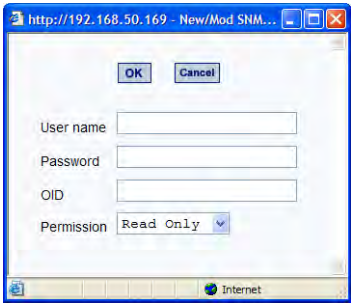 http://192.168.50.169 - New/Mod SNM...
OK Cancel
User name
Password
OID
Permission Read Only
Internet